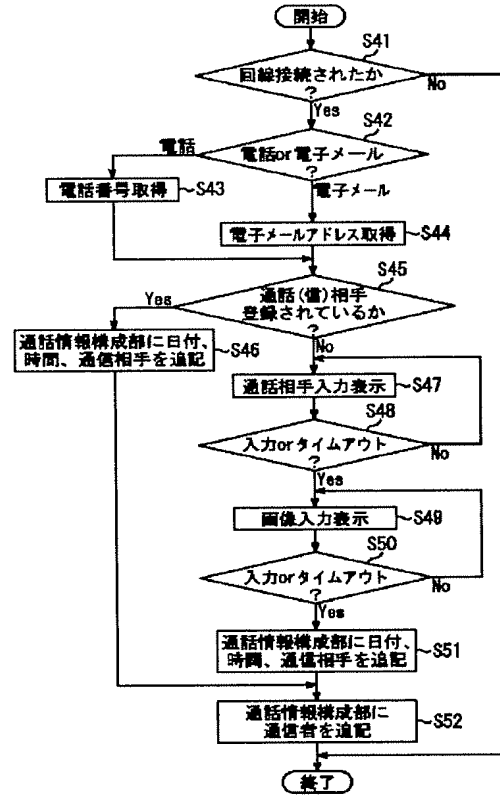 開始
S41
回線接続されたか
?
No
Yes
S42
電話
電話or電子メール
?
電子メール
電話番号取得
S43
電子メールアドレス取得
S44
S45
Yes
通話(信)相手
登録されているか
?
No
通話情報構成部に日付、
時間、通信相手を追記
S46
通話相手入力表示
S47
S48
入力orタイムアウト
?
No
Yes
画像入力表示
S49
S50
入力orタイムアウト
?
No
Yes
通話情報構成部に日付、
時間、通信相手を追記
S51
通話情報構成部に
通信者を追記
S52
終了